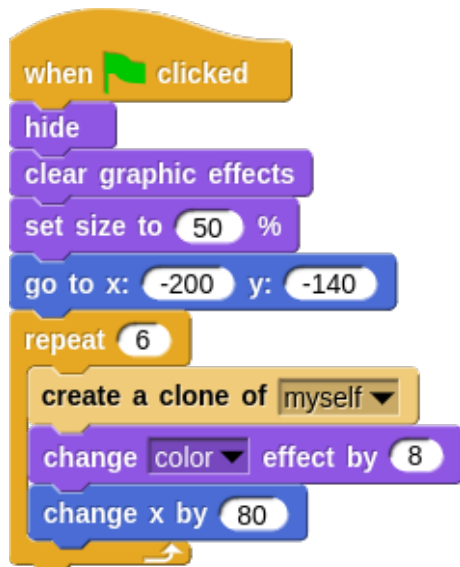 when clicked
hide
clear graphic effects
set size to 50 %
go to x: -200 y: -140
repeat 6
create a clone of myself
change color effect by 8
change x by 80